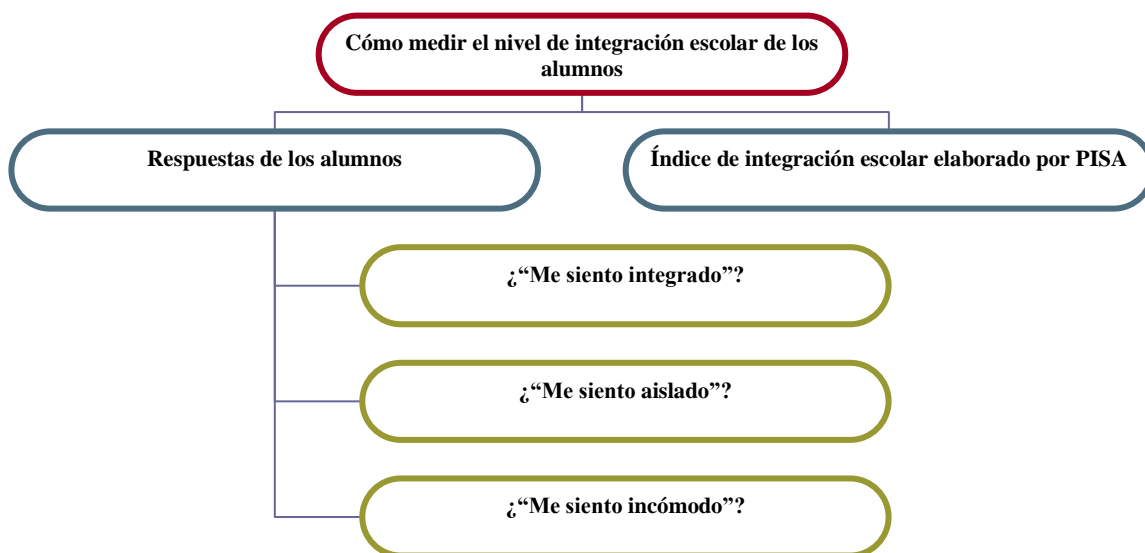 Cómo medir el nivel de integración escolar de los
alumnos
Respuestas de los alumnos
Índice de integración escolar elaborado por PISA
¿“Me siento integrado”?
¿“Me siento aislado”?
¿“Me siento incómodo”?